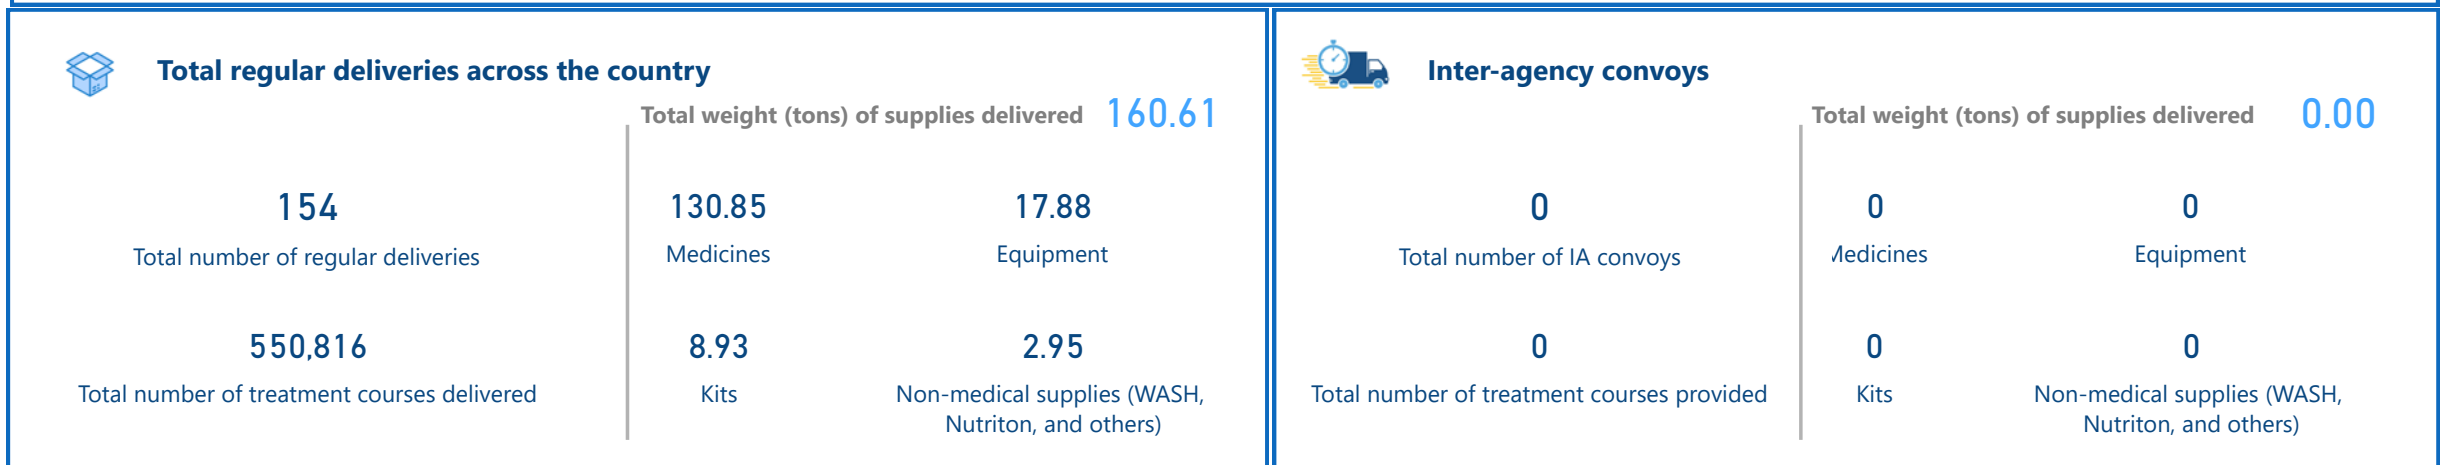 Total regular deliveries across the country
Total weight (tons) of supplies delivered 160.61
154
Total number of regular deliveries
130.85
Medicines
17.88
Equipment
550,816
Total number of treatment courses delivered
8.93
Kits
2.95
Non-medical supplies (WASH,
Nutriton, and others)
Inter-agency convoys
Total weight (tons) of supplies delivered 0.00
0
Total number of IA convoys
0
Medicines
0
Equipment
0
Total number of treatment courses provided
0
Kits
0
Non-medical supplies (WASH,
Nutriton, and others)